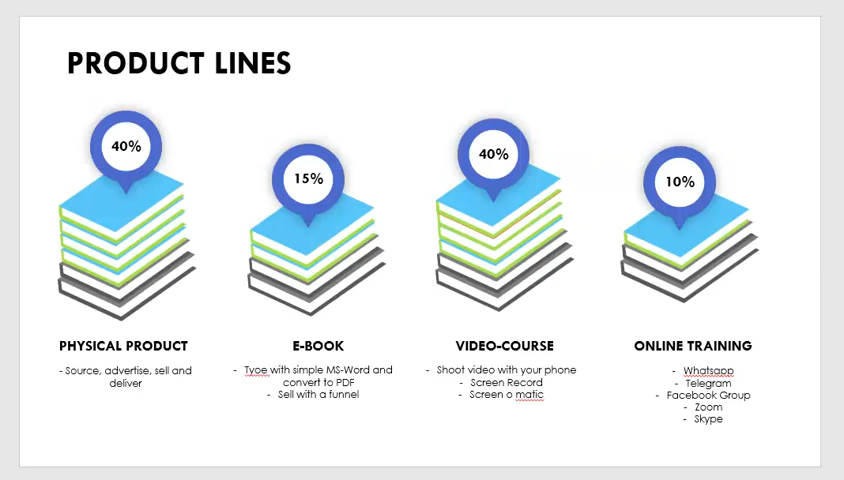 PRODUCT LINES
40%
15%
40%
10%
PHYSICAL PRODUCT
- Source, advertise, sell and
deliver
E-BOOK
- Tyoe with simple MS-Word and
convert to PDF
- Sell with a funnel
VIDEO-COURSE
- Shoot video with your phone
- Screen Record
- Screen o matic
ONLINE TRAINING
- Whatsapp
- Telegram
- Facebook Group
- Zoom
- Skype